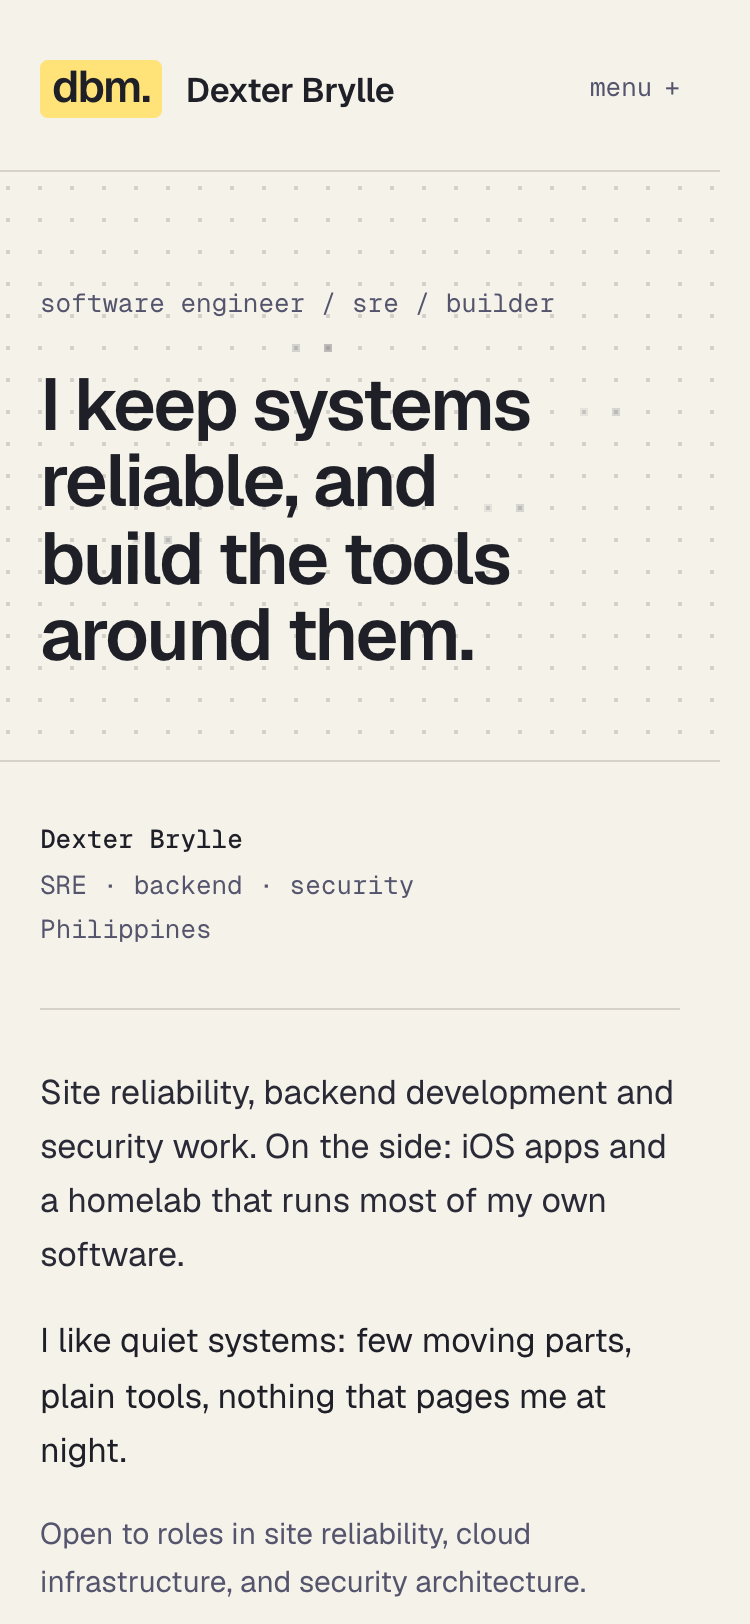 dbm. Dexter Brylle menu +
software engineer / sre / builder
I keep systems
reliable, and
build the tools
around them.
Dexter Brylle
SRE · backend · security
Philippines
Site reliability, backend development and
security work. On the side: iOS apps and
a homelab that runs most of my own
software.
I like quiet systems: few moving parts,
plain tools, nothing that pages me at
night.
Open to roles in site reliability, cloud
infrastructure, and security architecture.